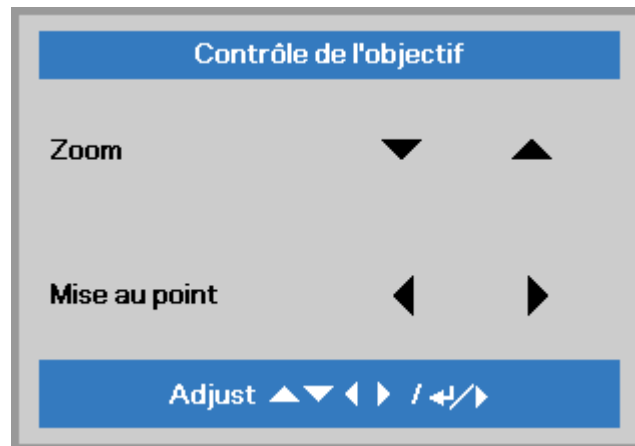 Contrôle de l'objectif
Zoom ▼ ▲
Mise au point ◀ ▶
Adjust ▲▼◀ ▶ / ↵/▶